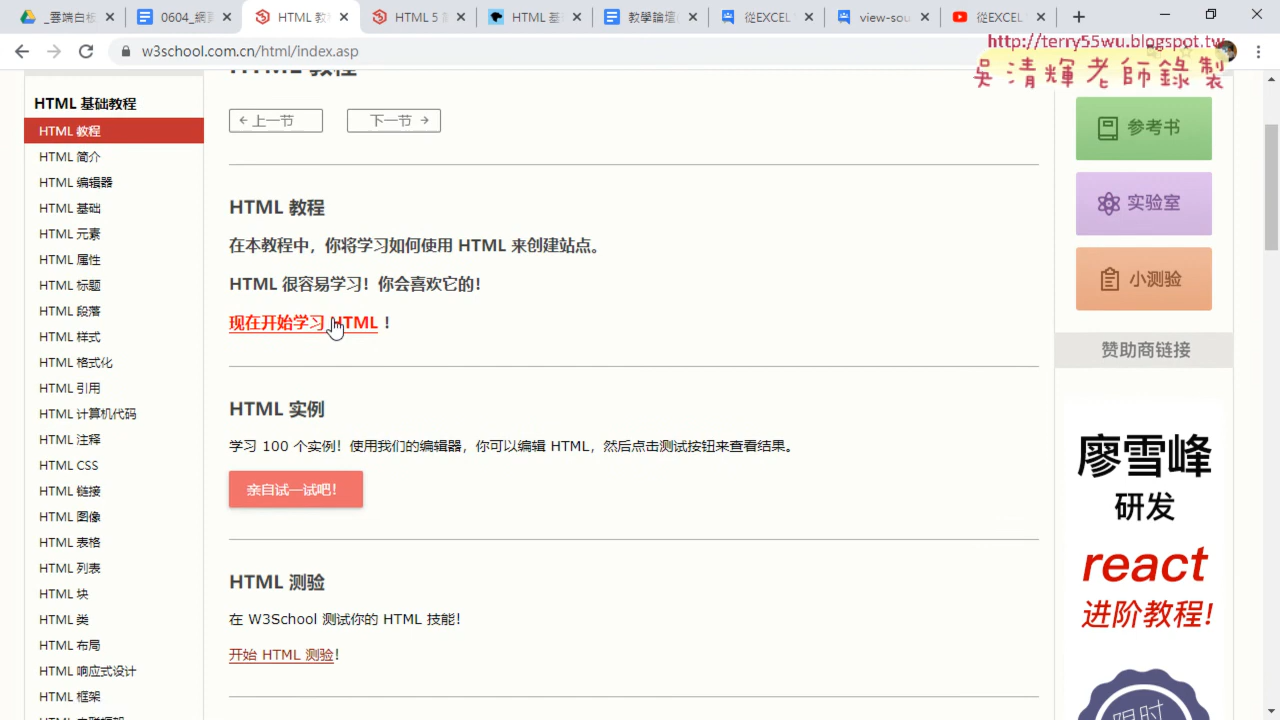 _雲端白板
0604_網頁
HTML 教
HTML 5
HTML 基
教學論壇
從EXCEL
view-sou
從EXCEL
w3school.com.cn/html/index.asp
http://terry55wu.blogspot.tw
吳清輝老師錄製
HTML 教程
HTML 基础教程
HTML 教程
HTML 简介
HTML 编辑器
HTML 基础
HTML 元素
HTML 属性
HTML 标题
HTML 段落
HTML 样式
HTML 格式化
HTML 引用
HTML 计算机代码
HTML 注释
HTML CSS
HTML 链接
HTML 图像
HTML 表格
HTML 列表
HTML 块
HTML 类
HTML 布局
HTML 响应式设计
HTML 框架
上一节
下一节
HTML 教程
在本教程中，你将学习如何使用 HTML 来创建站点。
HTML 很容易学习！你会喜欢它的！
现在开始学习 HTML ！
HTML 实例
学习 100 个实例！使用我们的编辑器，你可以编辑 HTML，然后点击测试按钮来查看结果。
亲自试一试吧！
HTML 测验
在 W3School 测试你的 HTML 技能！
开始 HTML 测验！
参考书
实验室
小测验
赞助商链接
廖雪峰
研发
react
进阶教程!
限时